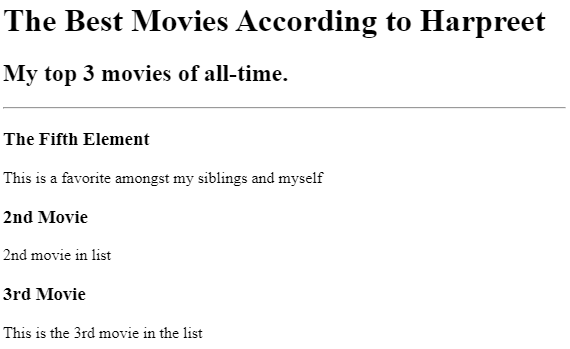 The Best Movies According to Harpreet
My top 3 movies of all-time.
The Fifth Element
This is a favorite amongst my siblings and myself
2nd Movie
2nd movie in list
3rd Movie
This is the 3rd movie in the list